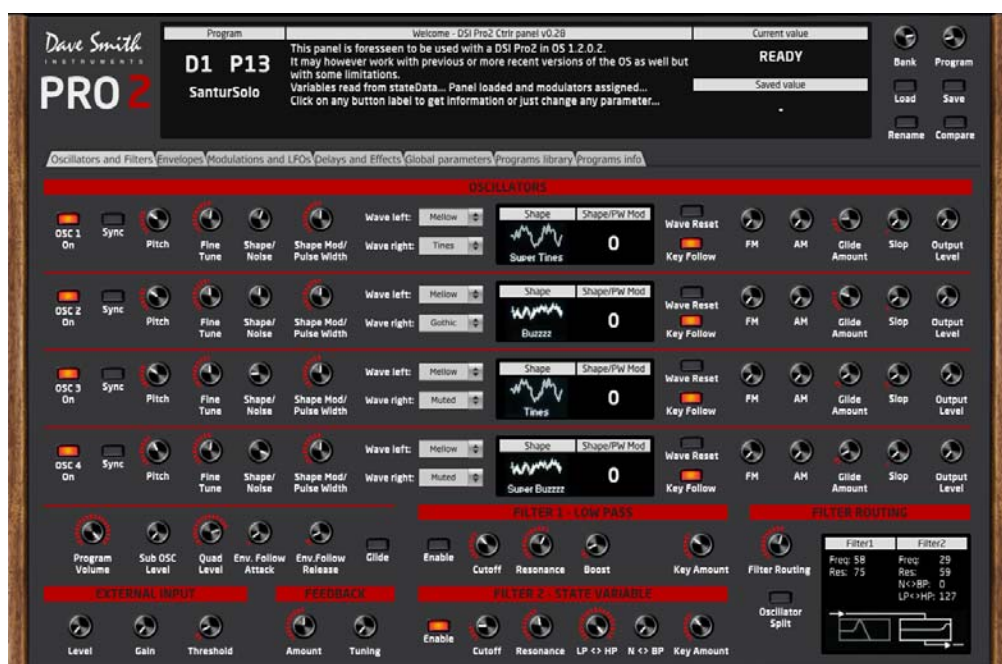 Dave Smith
INSTRUMENTS
PRO 2
Program
D1 P13
SanturSolo
Welcome - DSI Pro2 Ctrlr panel v0.28
This panel is foresseen to be used with a DSI Pro2 in OS 1.2.0.2.
It may however work with previous or more recent versions of the OS as well but
with some limitations.
Variables read from stateData... Panel loaded and modulators assigned...
Click on any button label to get information or just change any parameter...
Current value
READY
Saved value
-
Bank Program
Load Save
Rename Compare
Oscillators and Filters Envelopes Modulations and LFOs Delays and Effects Global parameters Programs library Programs info
OSCILLATORS
OSC 1 On Sync Pitch Fine Tune Shape/ Noise Shape Mod/ Pulse Width
Wave left: Mellow
Wave right: Tines
Shape Shape/PW Mod
Super Tines 0
Wave Reset
Key Follow
FM AM Glide Amount Slop Output Level
OSC 2 On Sync Pitch Fine Tune Shape/ Noise Shape Mod/ Pulse Width
Wave left: Mellow
Wave right: Gothic
Shape Shape/PW Mod
Buzzzz 0
Wave Reset
Key Follow
FM AM Glide Amount Slop Output Level
OSC 3 On Sync Pitch Fine Tune Shape/ Noise Shape Mod/ Pulse Width
Wave left: Mellow
Wave right: Muted
Shape Shape/PW Mod
Tines 0
Wave Reset
Key Follow
FM AM Glide Amount Slop Output Level
OSC 4 On Sync Pitch Fine Tune Shape/ Noise Shape Mod/ Pulse Width
Wave left: Mellow
Wave right: Muted
Shape Shape/PW Mod
Super Buzzzz 0
Wave Reset
Key Follow
FM AM Glide Amount Slop Output Level
Program Volume Sub OSC Level Quad Level Env. Follow Attack Env.Follow Release Glide
FILTER 1 - LOW PASS
Enable Cutoff Resonance Boost Key Amount
FILTER ROUTING
Filter Routing
Oscillator Split
Filter1 Filter2
Freq: 58 Freq: 29
Res: 75 Res: 59
N<>BP: 0
LP<>HP: 127
EXTERNAL INPUT
Level Gain Threshold
FEEDBACK
Amount Tuning
FILTER 2 - STATE VARIABLE
Enable Cutoff Resonance LP <> HP N <> BP Key Amount